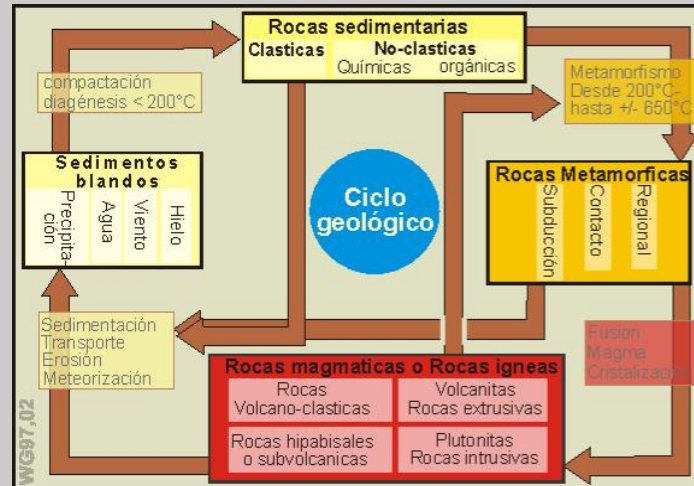 Rocas sedimentarias
Clasticas
No-clasticas
Químicas orgánicas
compactación
diagénesis < 200°C
Metamorfismo
Desde 200°C-
hasta +/- 650°C
Sedimentos
blandos
Precipita-
ción
Agua
Viento
Hielo
Ciclo
geológico
Rocas Metamorficas
Subducción
Contacto
Regional
Sedimentación
Transporte
Erosión
Meteorización
Fusion
Magma
Cristalización
Rocas magmaticas o Rocas igneas
Rocas
Volcano-clasticas
Volcanitas
Rocas extrusivas
Rocas hipabisales
o subvolcanicas
Plutonitas
Rocas intrusivas
WG97,02